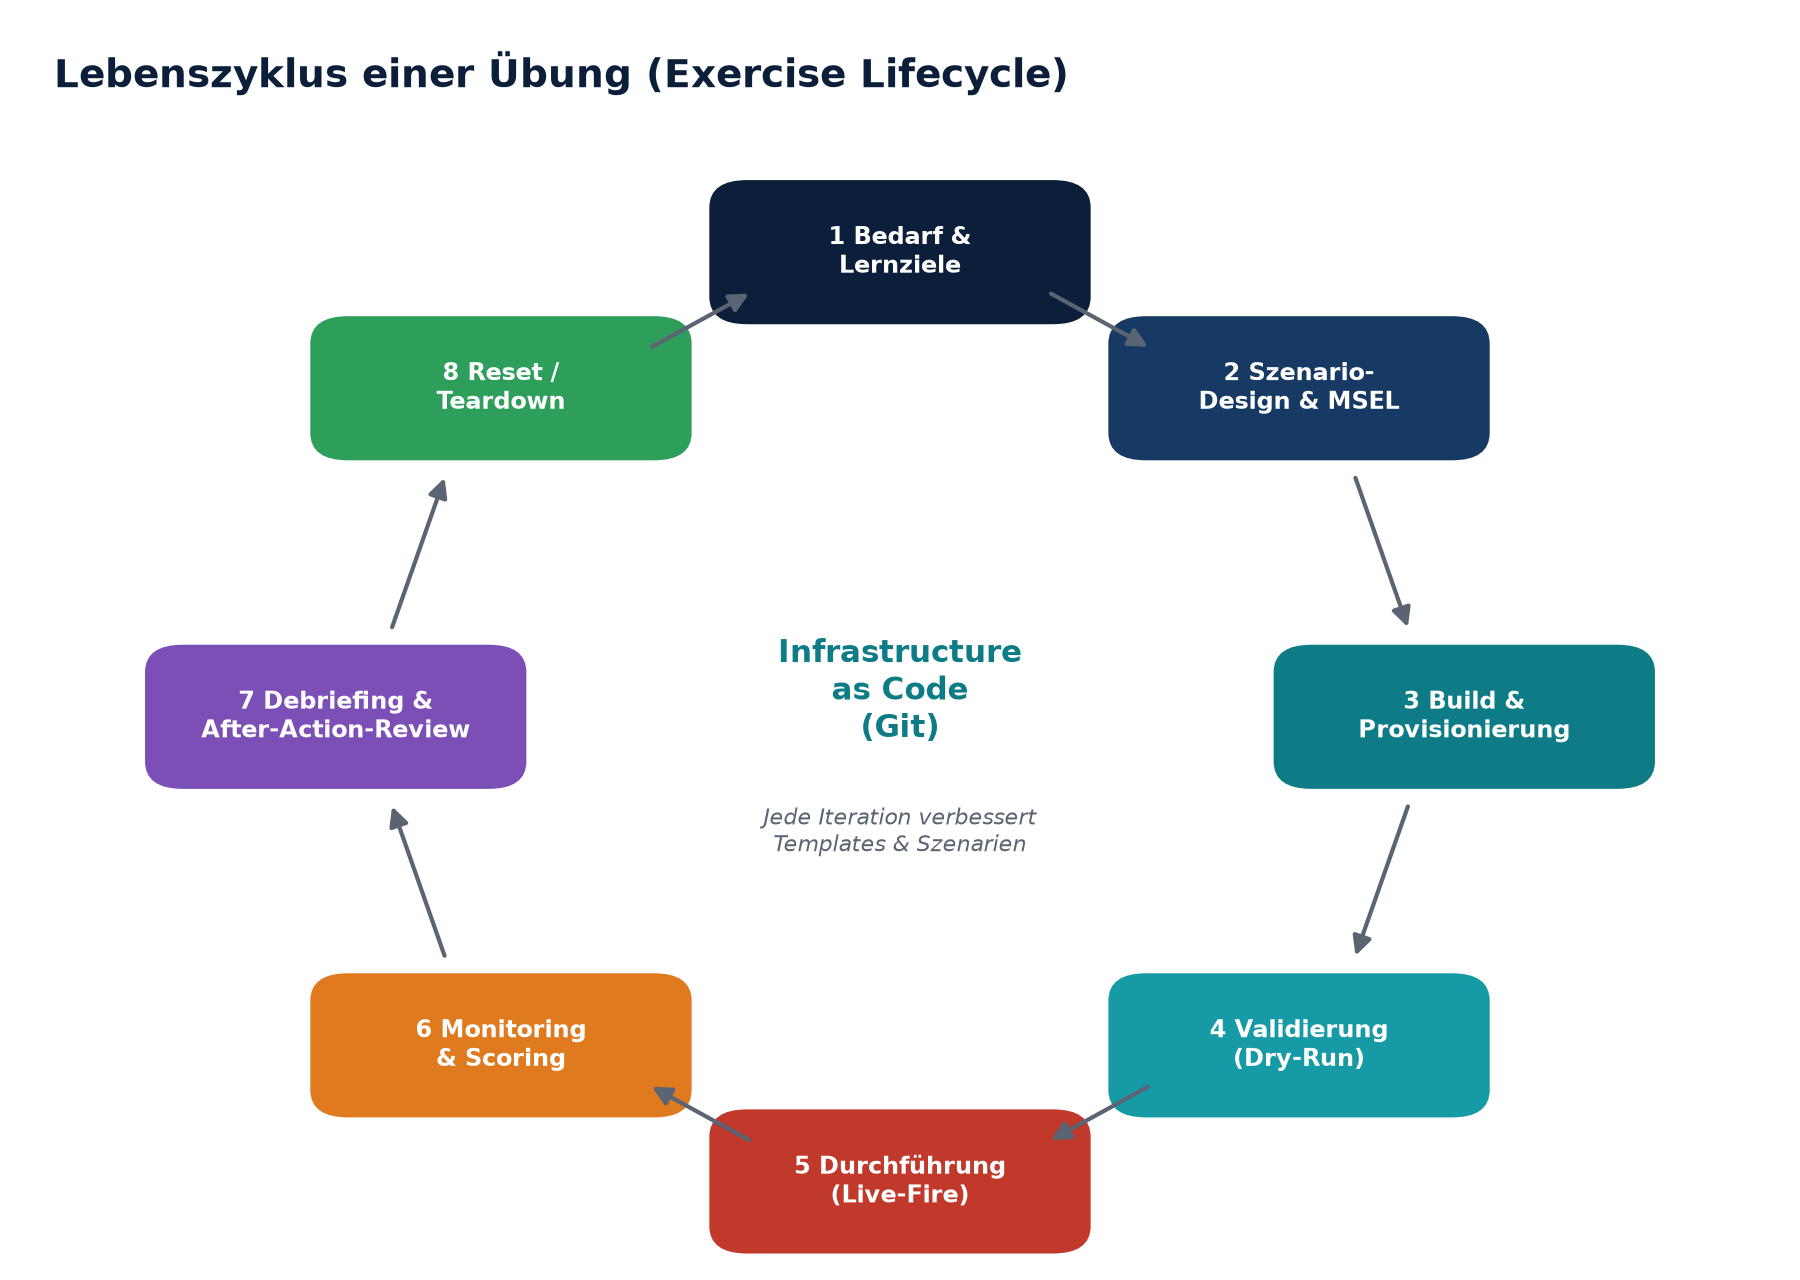 Lebenszyklus einer Übung (Exercise Lifecycle)
1 Bedarf &
Lernziele
2 Szenario-
Design & MSEL
3 Build &
Provisionierung
4 Validierung
(Dry-Run)
5 Durchführung
(Live-Fire)
6 Monitoring
& Scoring
7 Debriefing &
After-Action-Review
8 Reset /
Teardown
Infrastructure
as Code
(Git)
Jede Iteration verbessert
Templates & Szenarien